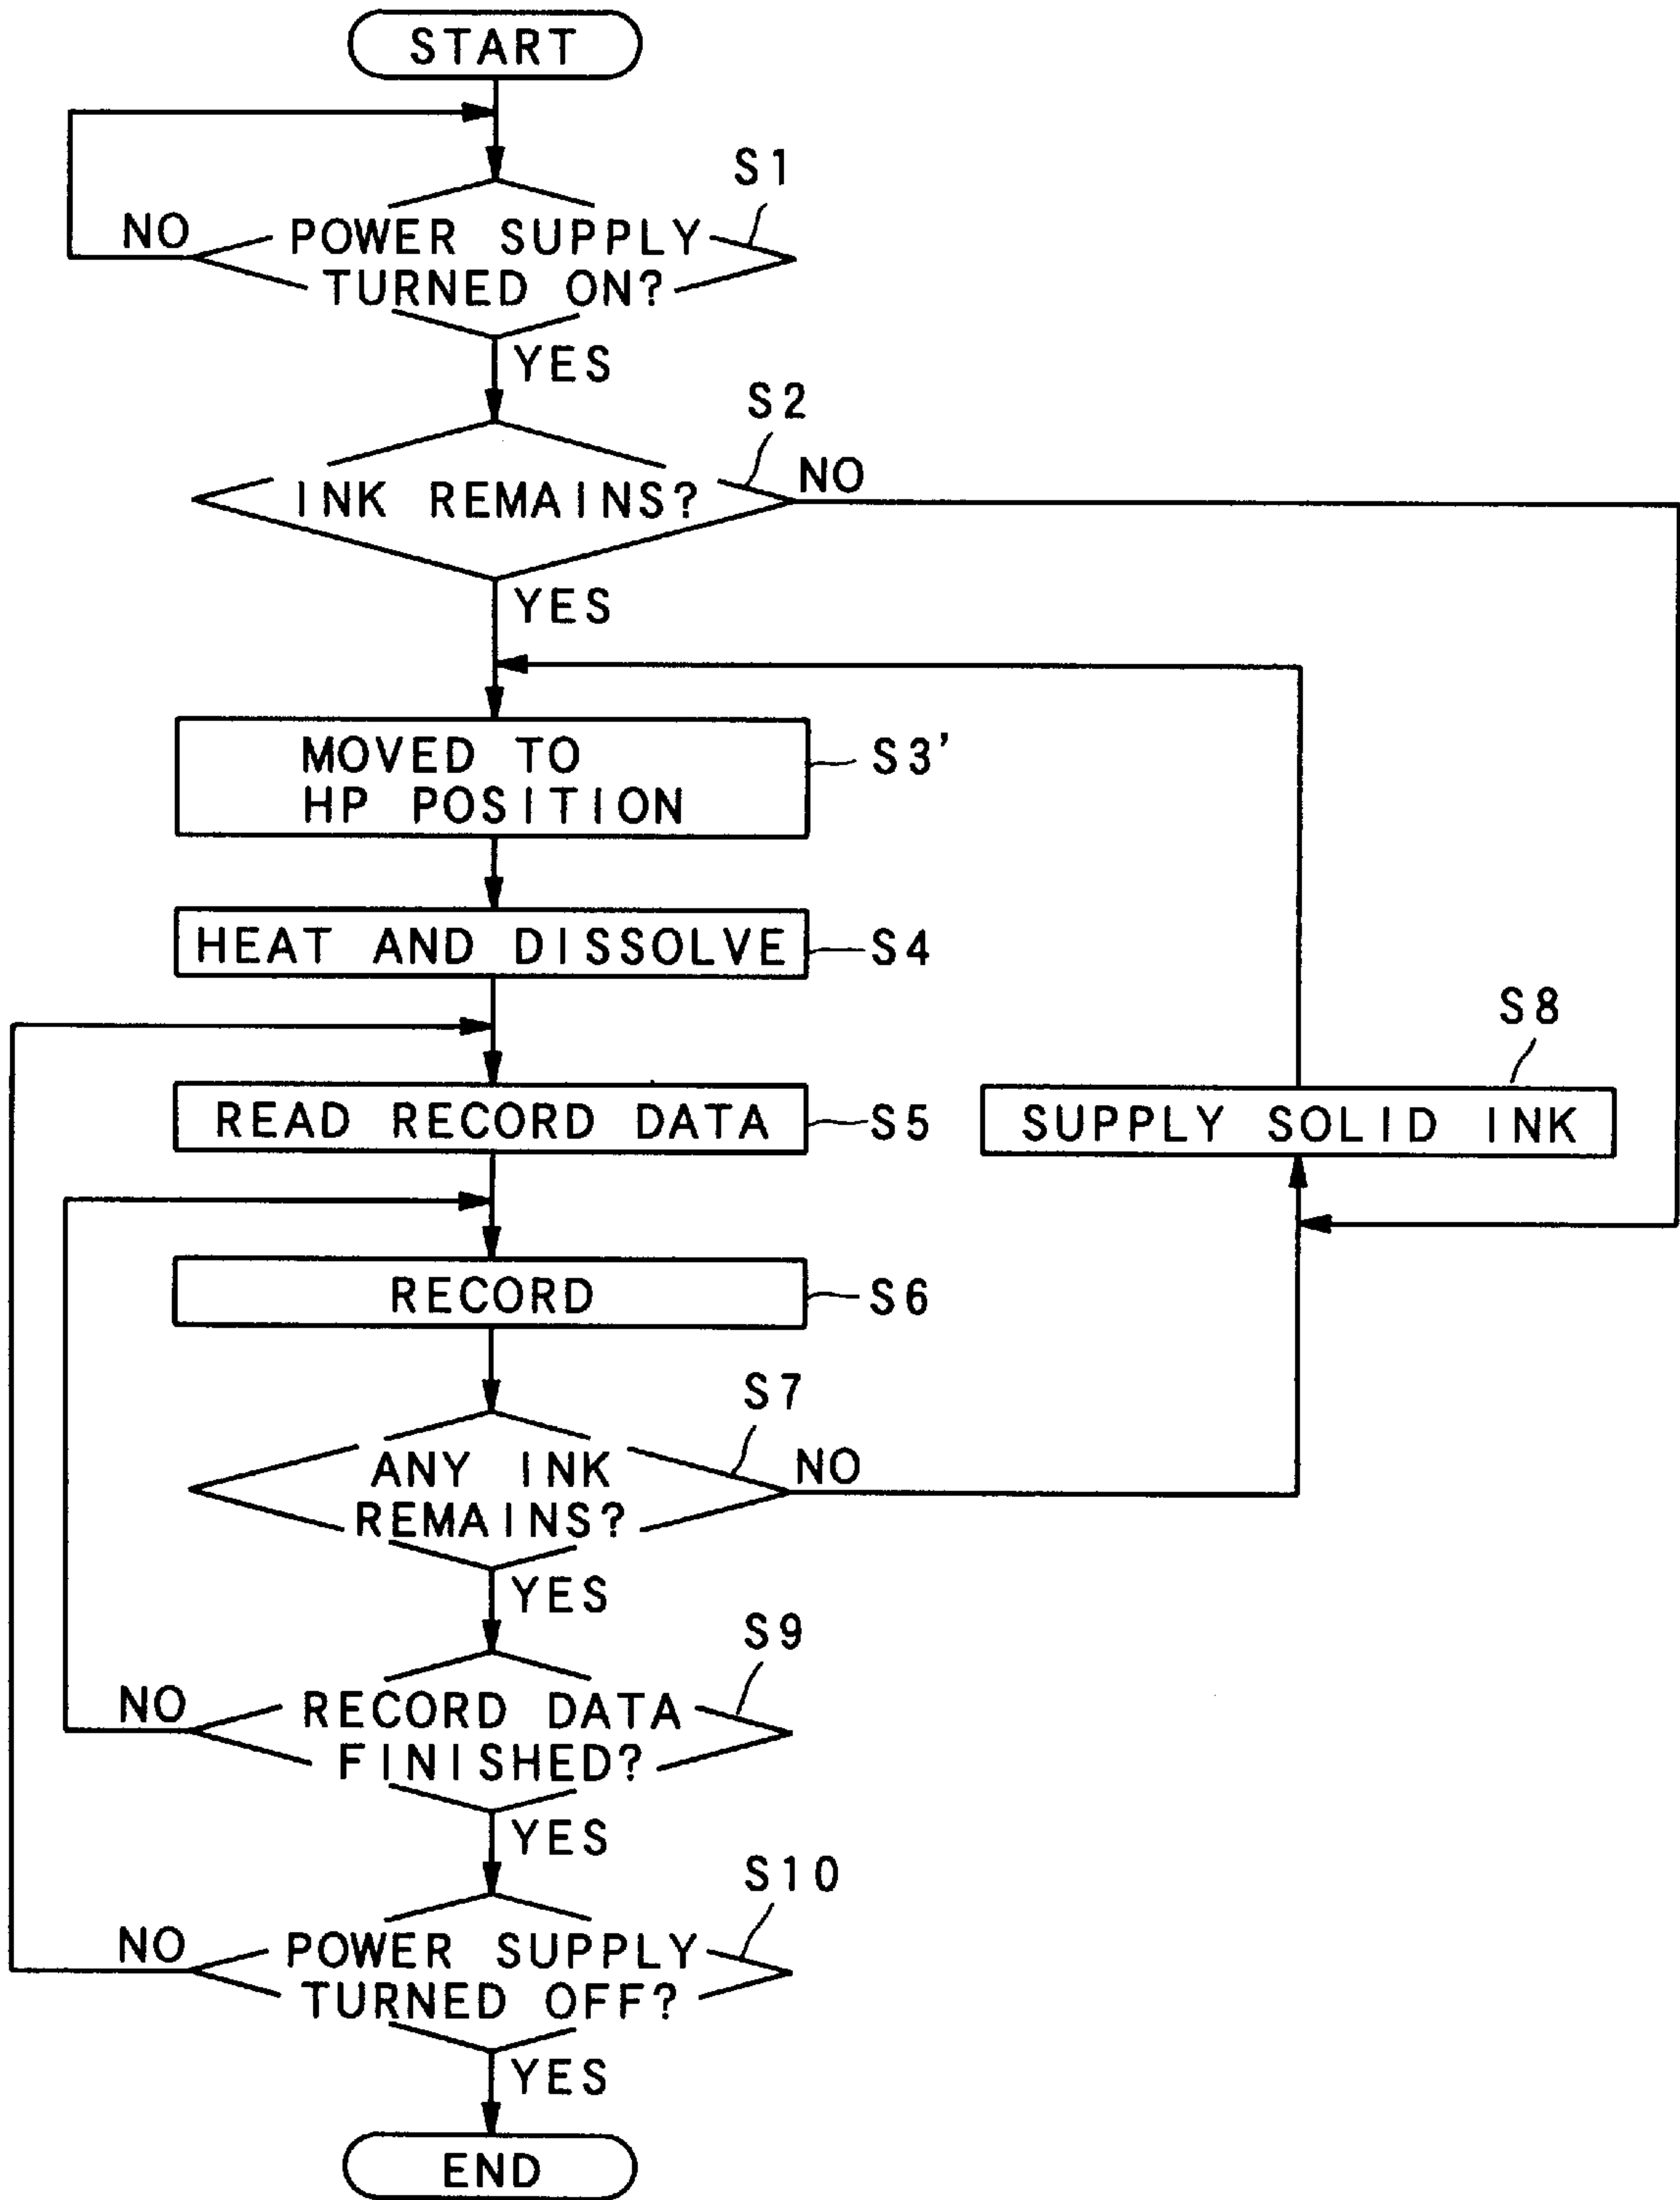 START
S1
NO
POWER SUPPLY
TURNED ON?
YES
S2
NO
INK REMAINS?
YES
MOVED TO
HP POSITION
S3'
HEAT AND DISSOLVE
S4
S8
READ RECORD DATA
S5
SUPPLY SOLID INK
RECORD
S6
S7
ANY INK
REMAINS?
NO
YES
S9
NO
RECORD DATA
FINISHED?
YES
S10
NO
POWER SUPPLY
TURNED OFF?
YES
END